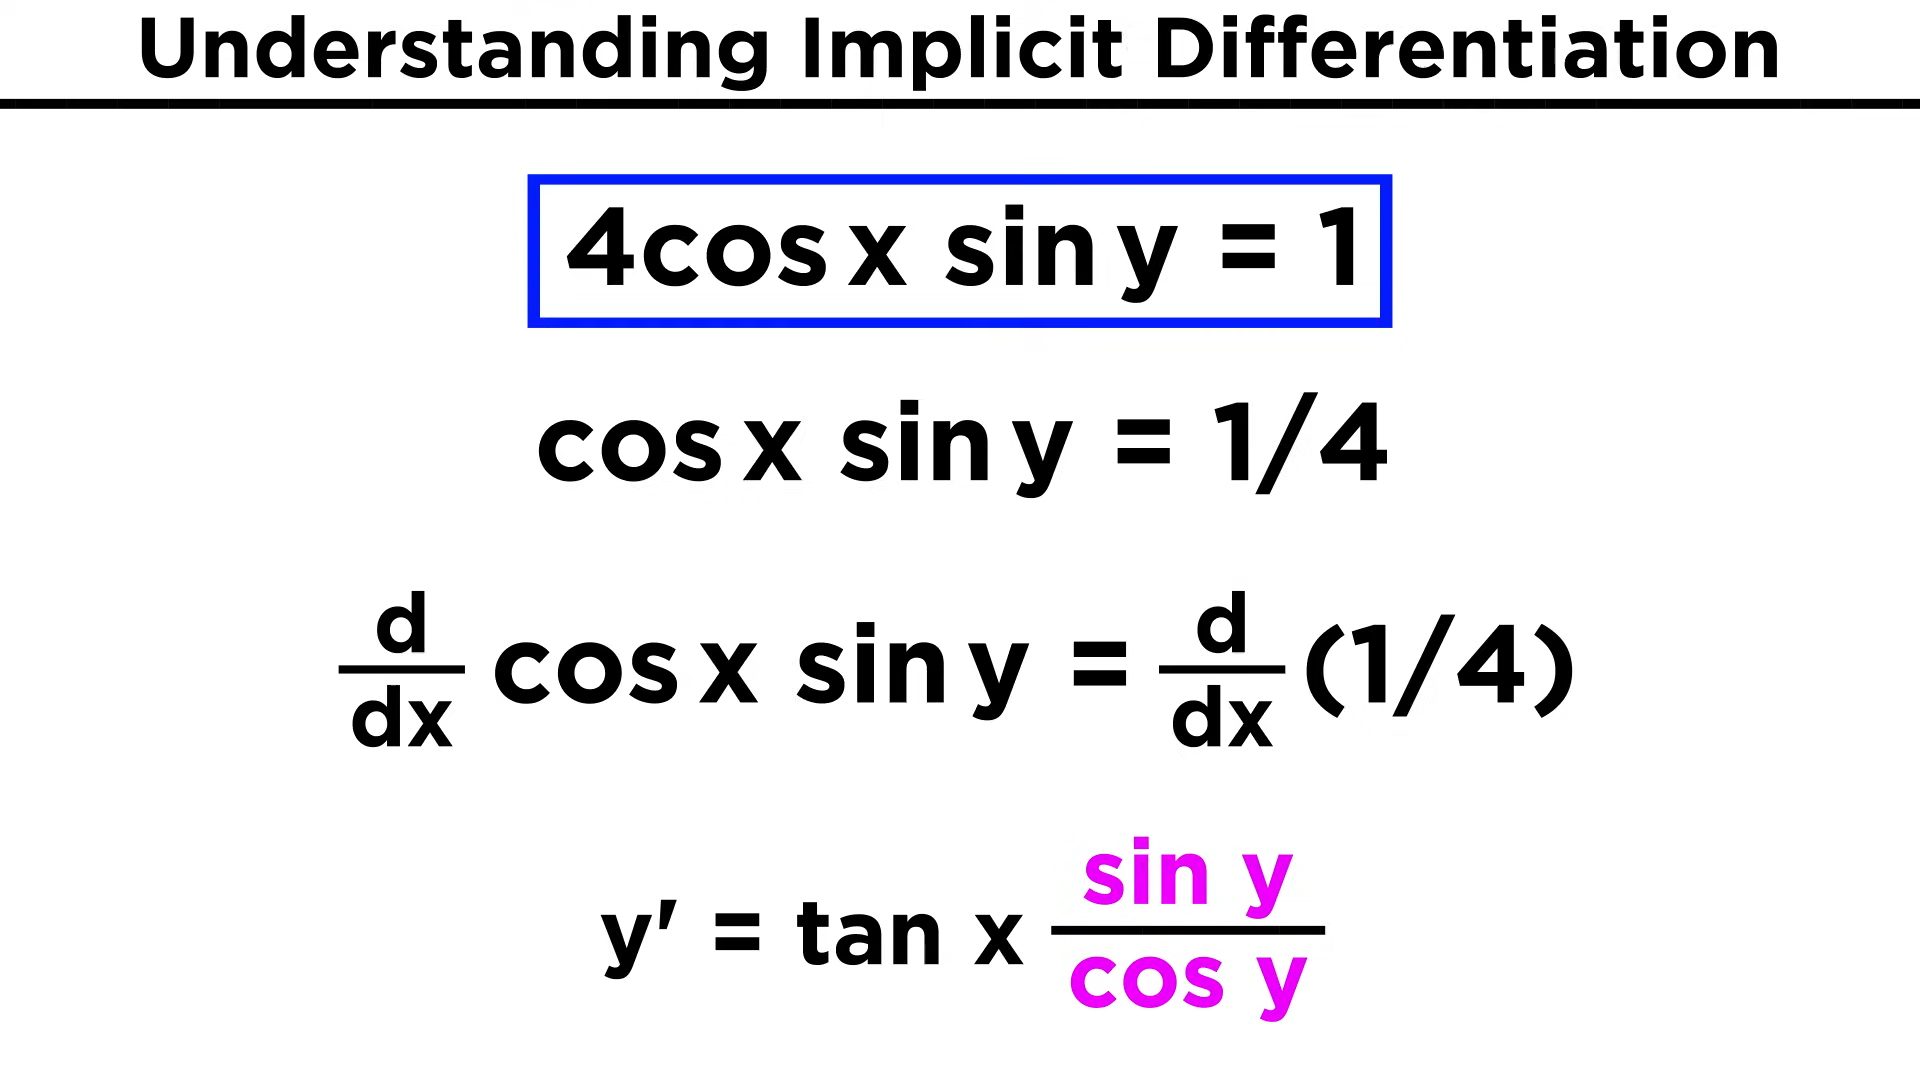 Understanding Implicit Differentiation
4cos x sin y = 1
cos x sin y = 1/4
d/dx cos x sin y = d/dx (1/4)
y' = tan x sin y/cos y